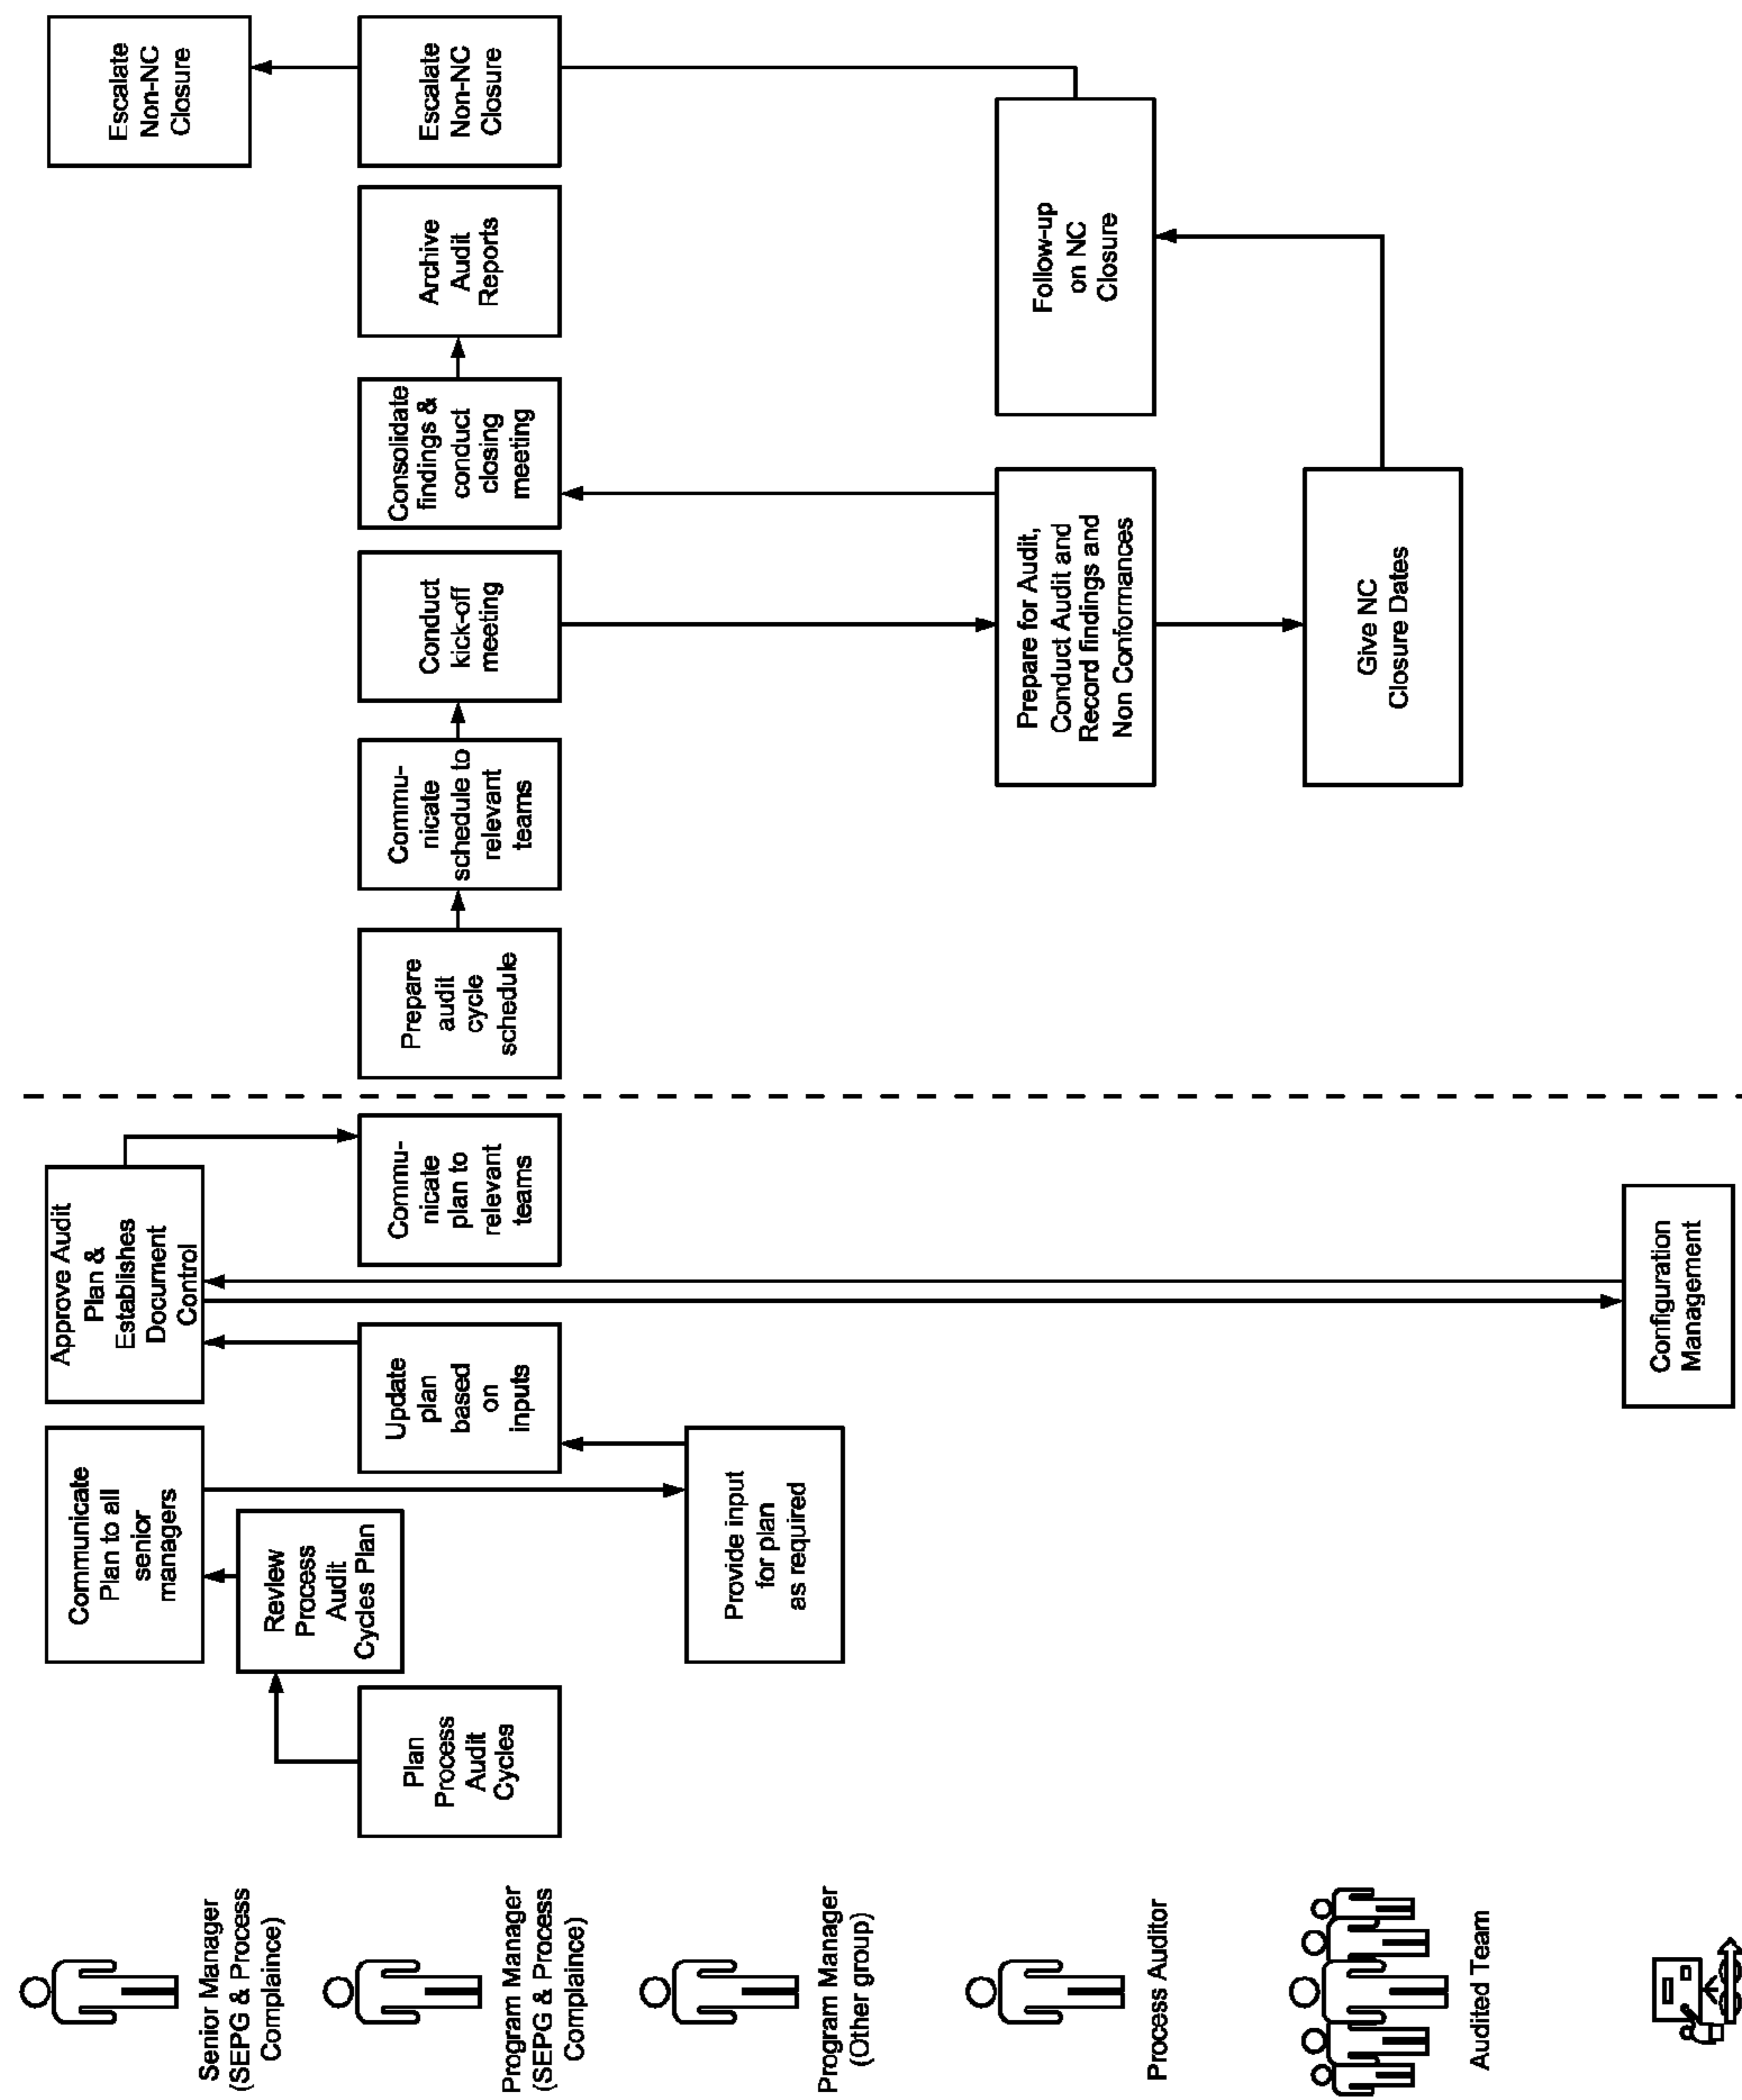 Senior Manager
(SEPG & Process
Complaince)
Communicate
Plan to all
senior
managers
Approve Audit
Plan &
Establishes
Document
Control
Escalate
Non-NC
Closure
Review
Process
Audit
Cycles Plan
Program Manager
(SEPG & Process
Complaince)
Plan
Process
Audit
Cycles
Update
plan
based
on
inputs
Commu-
nicate
plan to
relevant
teams
Prepare
audit
cycle
schedule
Commu-
nicate
schedule to
relevant
teams
Conduct
kick-off
meeting
Consolidate
findings &
conduct
closing
meeting
Archive
Audit
Reports
Escalate
Non-NC
Closure
Program Manager
(Other group)
Provide input
for plan
as required
Process Auditor
Prepare for Audit,
Conduct Audit and
Record findings and
Non Conformances
Follow-up
on NC
Closure
Audited Team
Give NC
Closure Dates
Configuration
Management